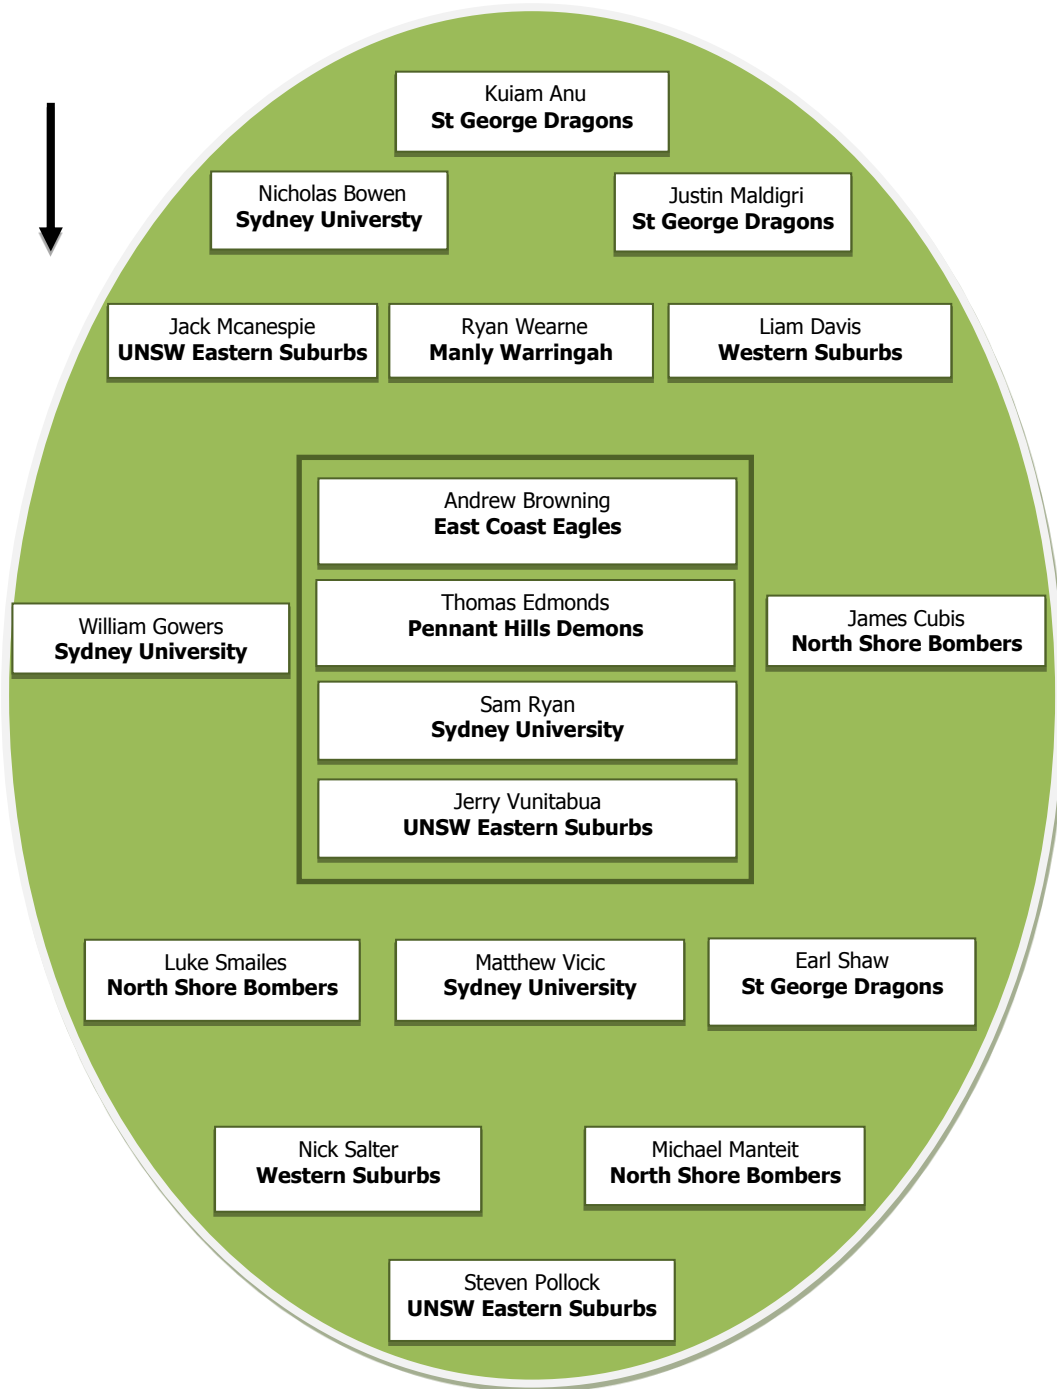 Kuiam Anu
St George Dragons
Nicholas Bowen
Sydney Universty
Justin Maldigri
St George Dragons
Jack Mcanespie
UNSW Eastern Suburbs
Ryan Wearne
Manly Warringah
Liam Davis
Western Suburbs
Andrew Browning
East Coast Eagles
Thomas Edmonds
Pennant Hills Demons
William Gowers
Sydney University
James Cubis
North Shore Bombers
Sam Ryan
Sydney University
Jerry Vunitabua
UNSW Eastern Suburbs
Luke Smailes
North Shore Bombers
Matthew Vicic
Sydney University
Earl Shaw
St George Dragons
Nick Salter
Western Suburbs
Michael Manteit
North Shore Bombers
Steven Pollock
UNSW Eastern Suburbs